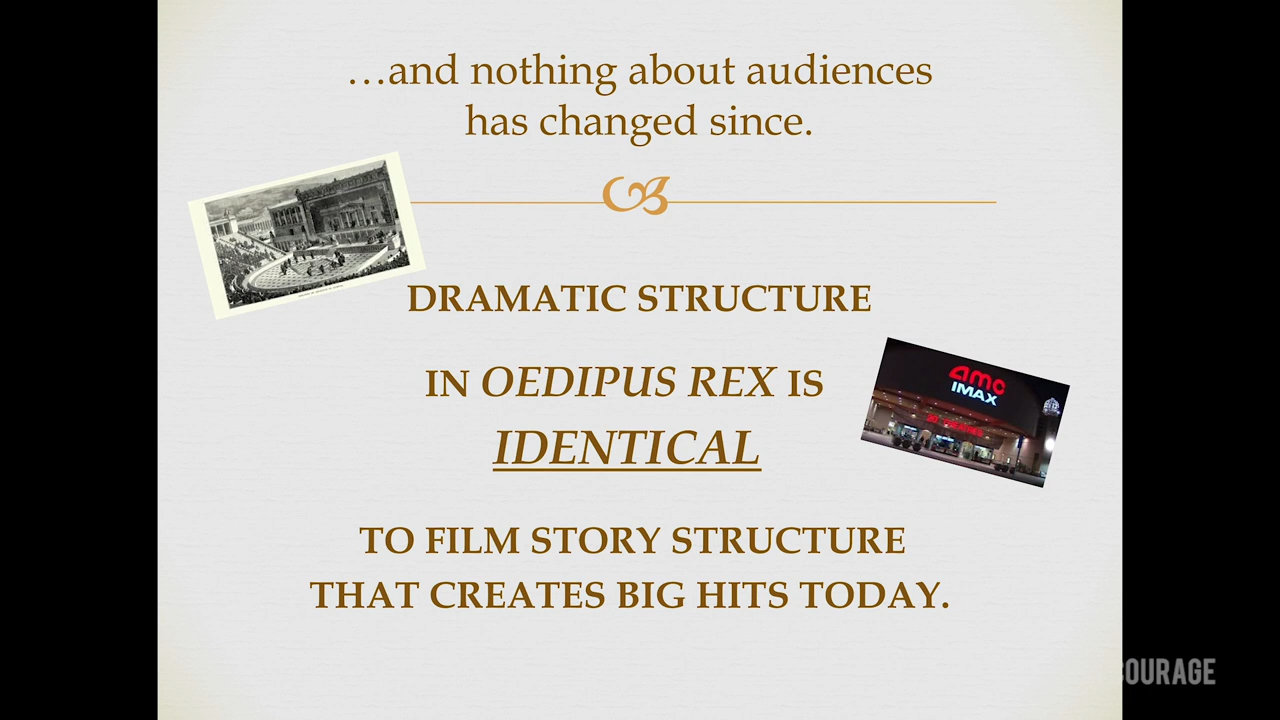 …and nothing about audiences
has changed since.
DRAMATIC STRUCTURE
IN OEDIPUS REX IS
IDENTICAL
amc
IMAX
TO FILM STORY STRUCTURE
THAT CREATES BIG HITS TODAY.
OURAGE